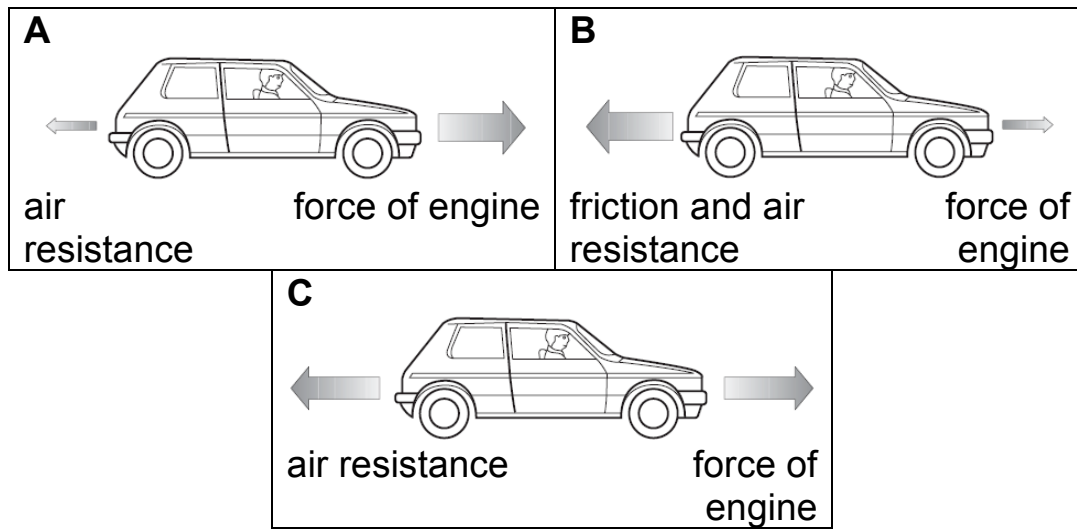 A
air
resistance
force of engine
B
friction and air
resistance
force of
engine
C
air resistance
force of
engine